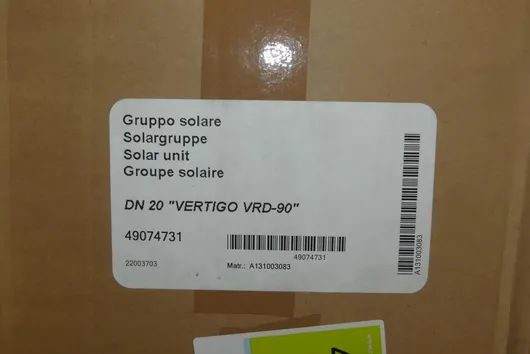 Gruppo solare
Solargruppe
Solar unit
Groupe solaire
DN 20 "VERTIGO VRD-90"
49074731
49074731
22003703
Matr.: A131003083
A131003083